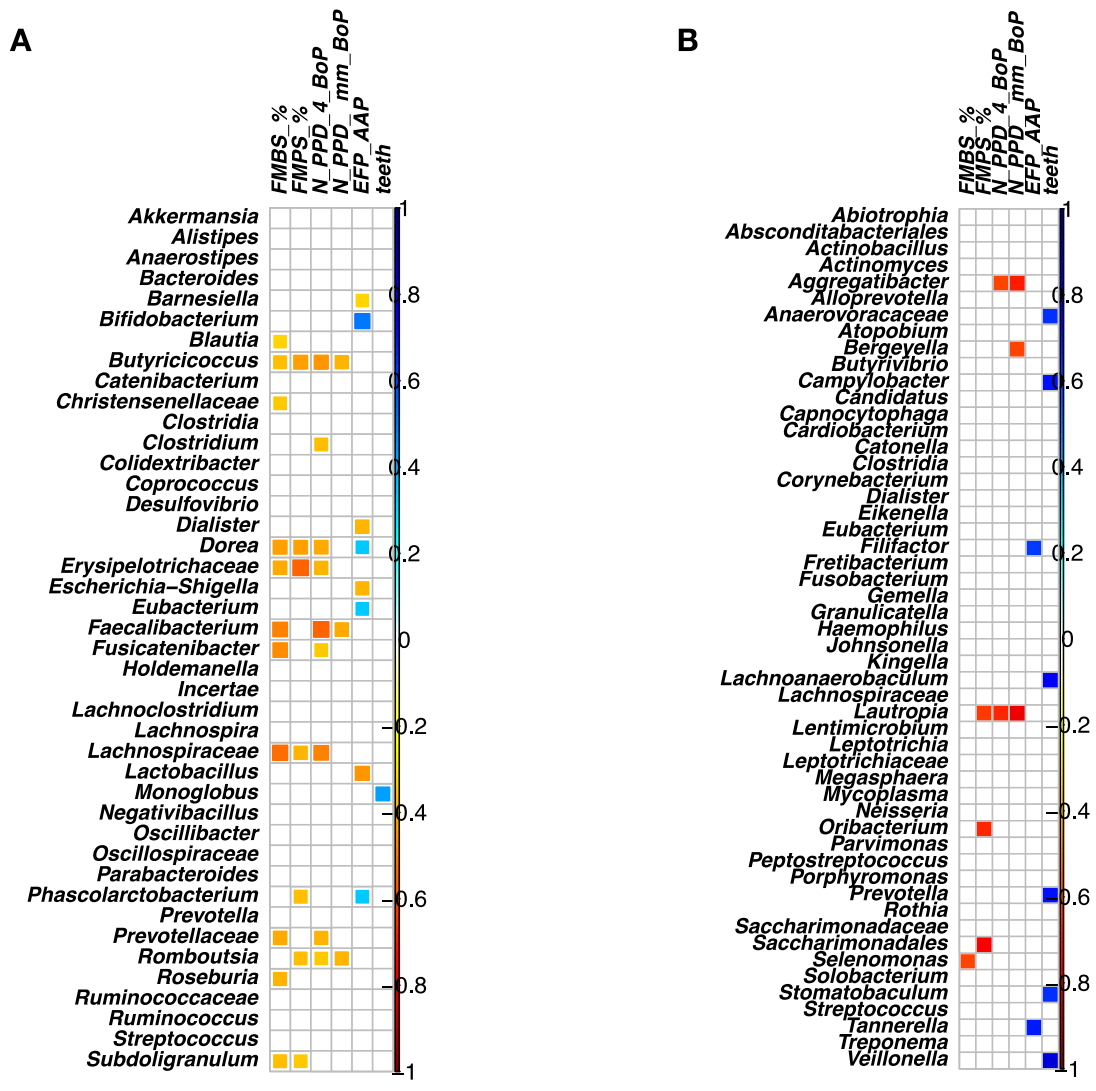 A
FMBS_%
FMPS_%
N_PPD_4_BoP
N_PPD_ mm_BoP
EFP_AAP
teeth
Akkermansia
Alistipes
Anaerostipes
Bacteroides
Barnesiella
Bifidobacterium
Blautia
Butyricicoccus
Catenibacterium
Christensenellaceae
Clostridia
Clostridium
Colidextribacter
Coprococcus
Desulfovibrio
Dialister
Dorea
Erysipelotrichaceae
Escherichia−Shigella
Eubacterium
Faecalibacterium
Fusicatenibacter
Holdemanella
Incertae
Lachnoclostridium
Lachnospira
Lachnospiraceae
Lactobacillus
Monoglobus
Negativibacillus
Oscillibacter
Oscillospiraceae
Parabacteroides
Phascolarctobacterium
Prevotella
Prevotellaceae
Romboutsia
Roseburia
Ruminococcaceae
Ruminococcus
Streptococcus
Subdoligranulum
1
0.8
0.6
0.4
0.2
0
−0.2
−0.4
−0.6
−0.8
−1
B
FMBS_%
FMPS_%
N_PPD_4_BoP
N_PPD_ mm_BoP
EFP_AAP
teeth
Abiotrophia
Absconditabacteriales
Actinobacillus
Actinomyces
Aggregatibacter
Alloprevotella
Anaerovoracaceae
Atopobium
Bergeyella
Butyrivibrio
Campylobacter
Candidatus
Capnocytophaga
Cardiobacterium
Catonella
Clostridia
Corynebacterium
Dialister
Eikenella
Eubacterium
Filifactor
Fretibacterium
Fusobacterium
Gemella
Granulicatella
Haemophilus
Johnsonella
Kingella
Lachnoanaerobaculum
Lachnospiraceae
Lautropia
Lentimicrobium
Leptotrichia
Leptotrichiaceae
Megasphaera
Mycoplasma
Neisseria
Oribacterium
Parvimonas
Peptostreptococcus
Porphyromonas
Prevotella
Rothia
Saccharimonadaceae
Saccharimonadales
Selenomonas
Solobacterium
Stomatobaculum
Streptococcus
Tannerella
Treponema
Veillonella
1
0.8
0.6
0.4
0.2
0
−0.2
−0.4
−0.6
−0.8
−1